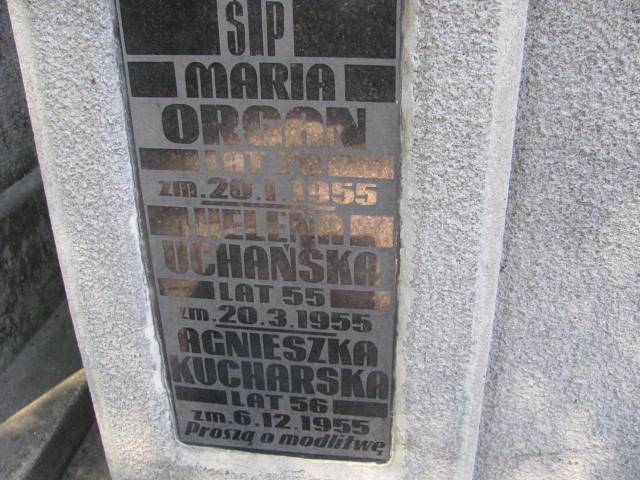 ŚP
MARIA
ORGAN
LAT 79
zm. 20.1.1955
HELENA
UCHAŃSKA
LAT 55
zm. 20.3.1955
AGNIESZKA
KUCHARSKA
LAT 56
zm. 6.12.1955
proszą o modlitwę